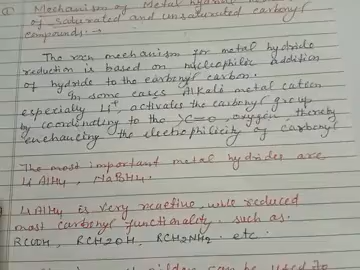 Mechanism of Metal hydride
of saturated and unsaturated carbonyl
compounds:→
The main mechanism for metal hydride
reduction is based on nucleophilic addition
of hydride to the carbonyl carbon.
In some cases Alkali metal cation
especially Li+ activates the carbonyl group
by coordinating to the >C=O, oxygen, thereby
enchancing the electrophilicity of carbonyl
The most important metal hydrides are
LiAlH4, NaBH4.
LiAlH4 is very reactive, will reduced
most carbonyl functionality. such as.
RCOOH, RCH2OH, RCH2NH2. etc.
can be used to